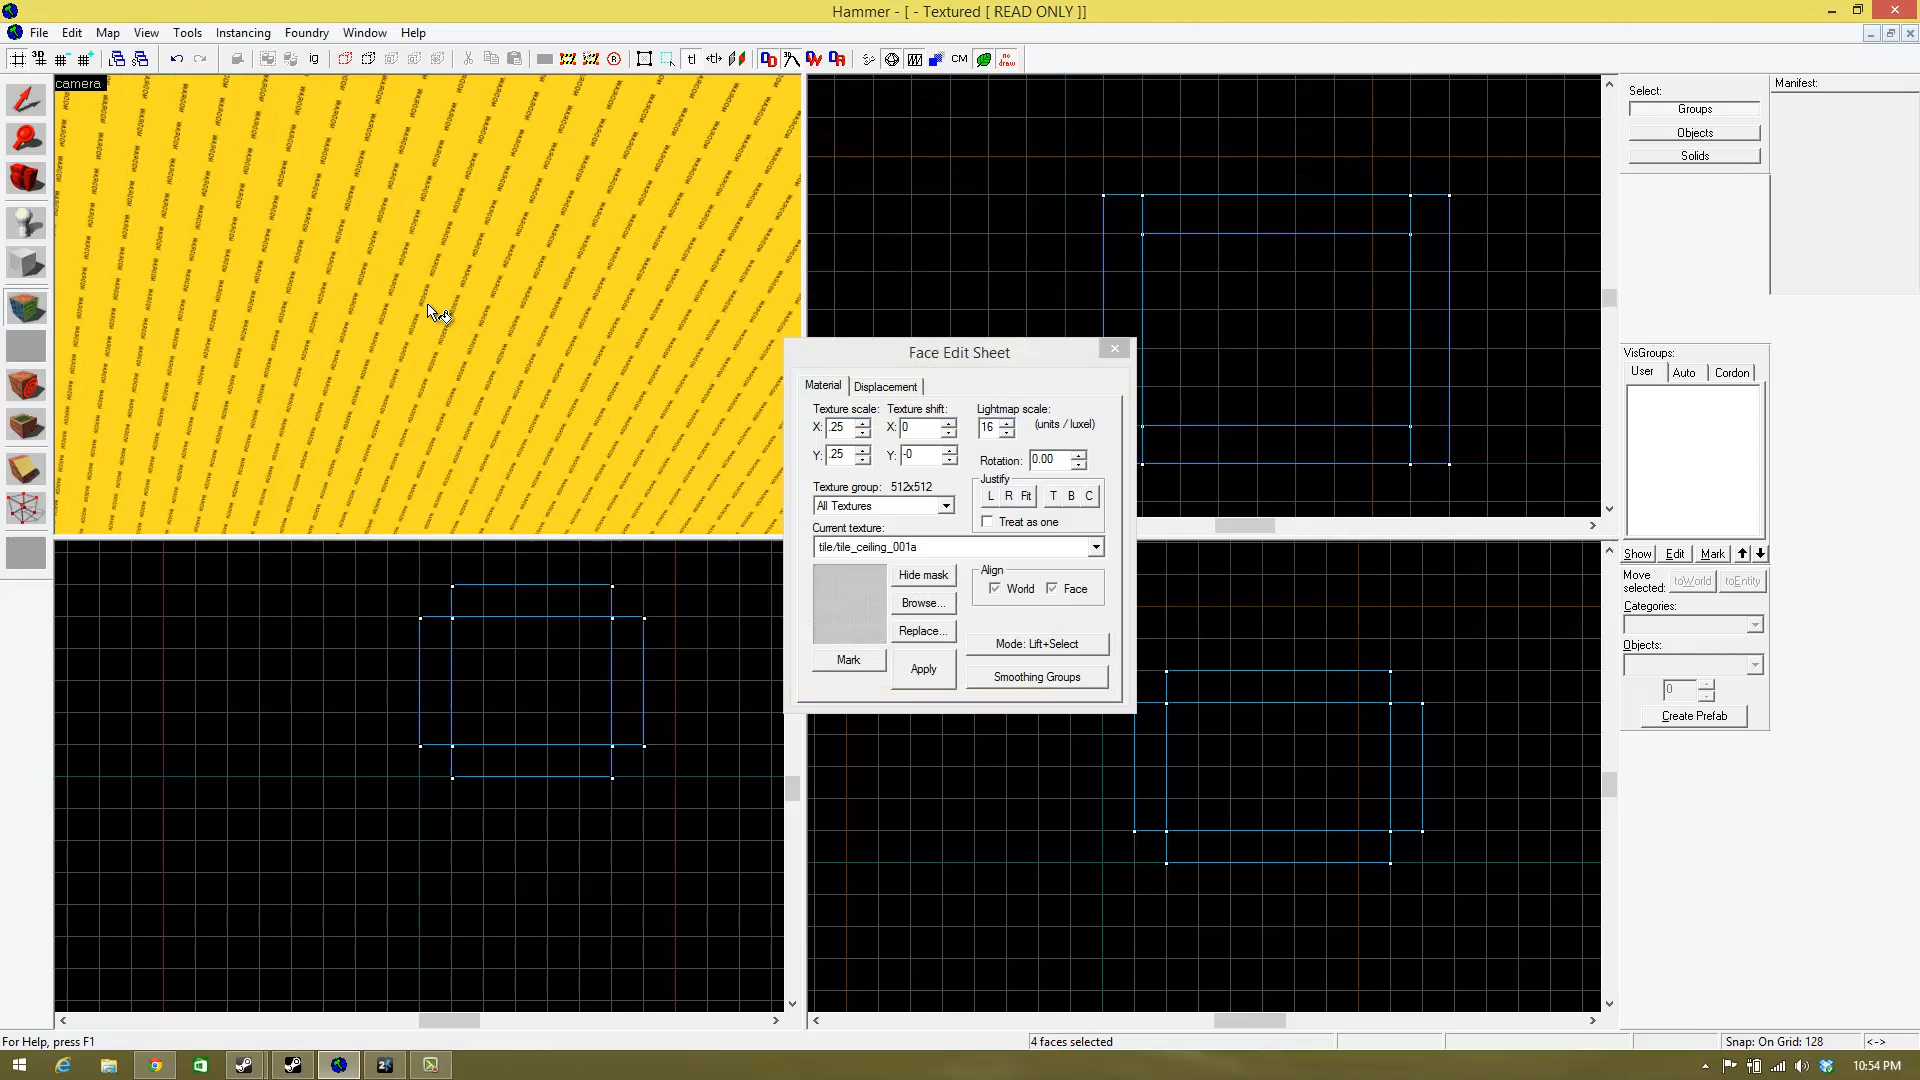 Hammer - [ - Textured [ READ ONLY ]]
File Edit Map View Tools Instancing Foundry Window Help
camera
Select:
Groups
Objects
Solids
Manifest:
VisGroups:
User Auto Cordon
Show Edit Mark
Move selected: toWorld toEntity
Categories:
Objects:
0
Create Prefab
Face Edit Sheet
Material Displacement
Texture scale: Texture shift: Lightmap scale:
X: .25 X: 0 16 (units / luxel)
Y: .25 Y: -0 Rotation: 0.00
Texture group: 512x512 Justify
All Textures L R Fit T B C
Treat as one
Current texture:
tile/tile_ceiling_001a
Hide mask Align
World Face
Browse...
Replace...
Mode: Lift+Select
Mark Apply
Smoothing Groups
For Help, press F1
4 faces selected
Snap: On Grid: 128 <->
10:54 PM